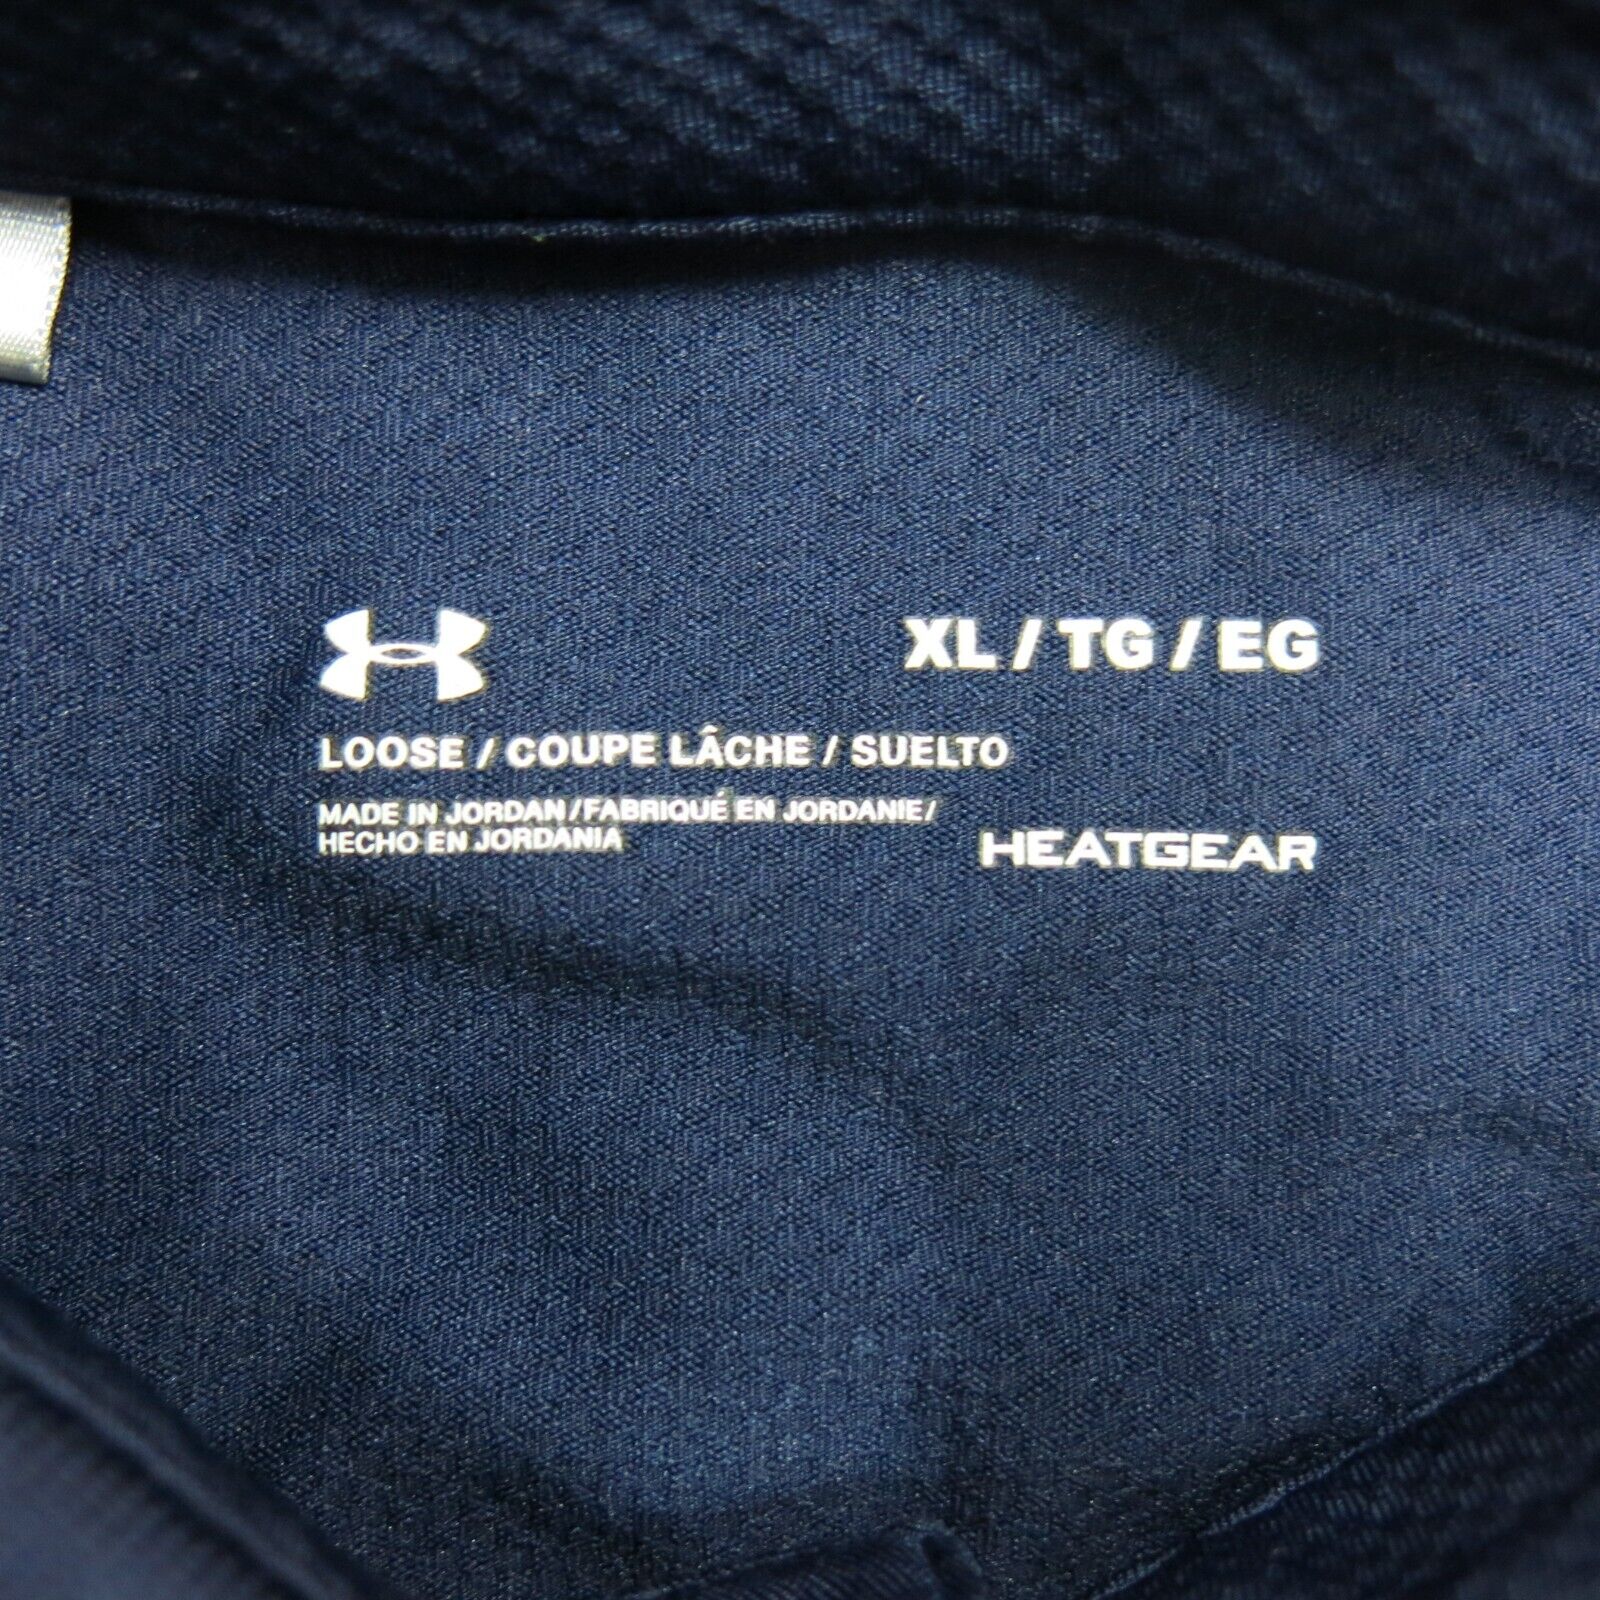 XL / TG / EG
LOOSE / COUPE LÂCHE / SUELTO
MADE IN JORDAN/FABRIQUÉ EN JORDANIE/
HECHO EN JORDANIA
HEATGEAR